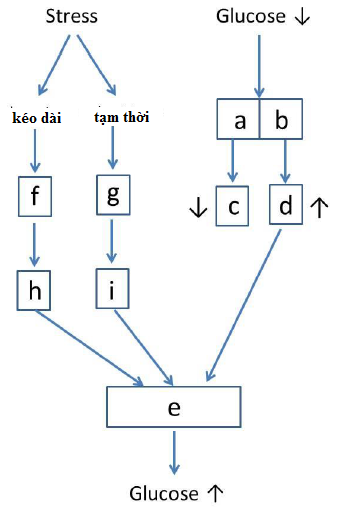 Stress
Glucose ↓
kéo dài
tạm thời
a
b
f
g
↓
c
d
↑
h
i
e
Glucose ↑